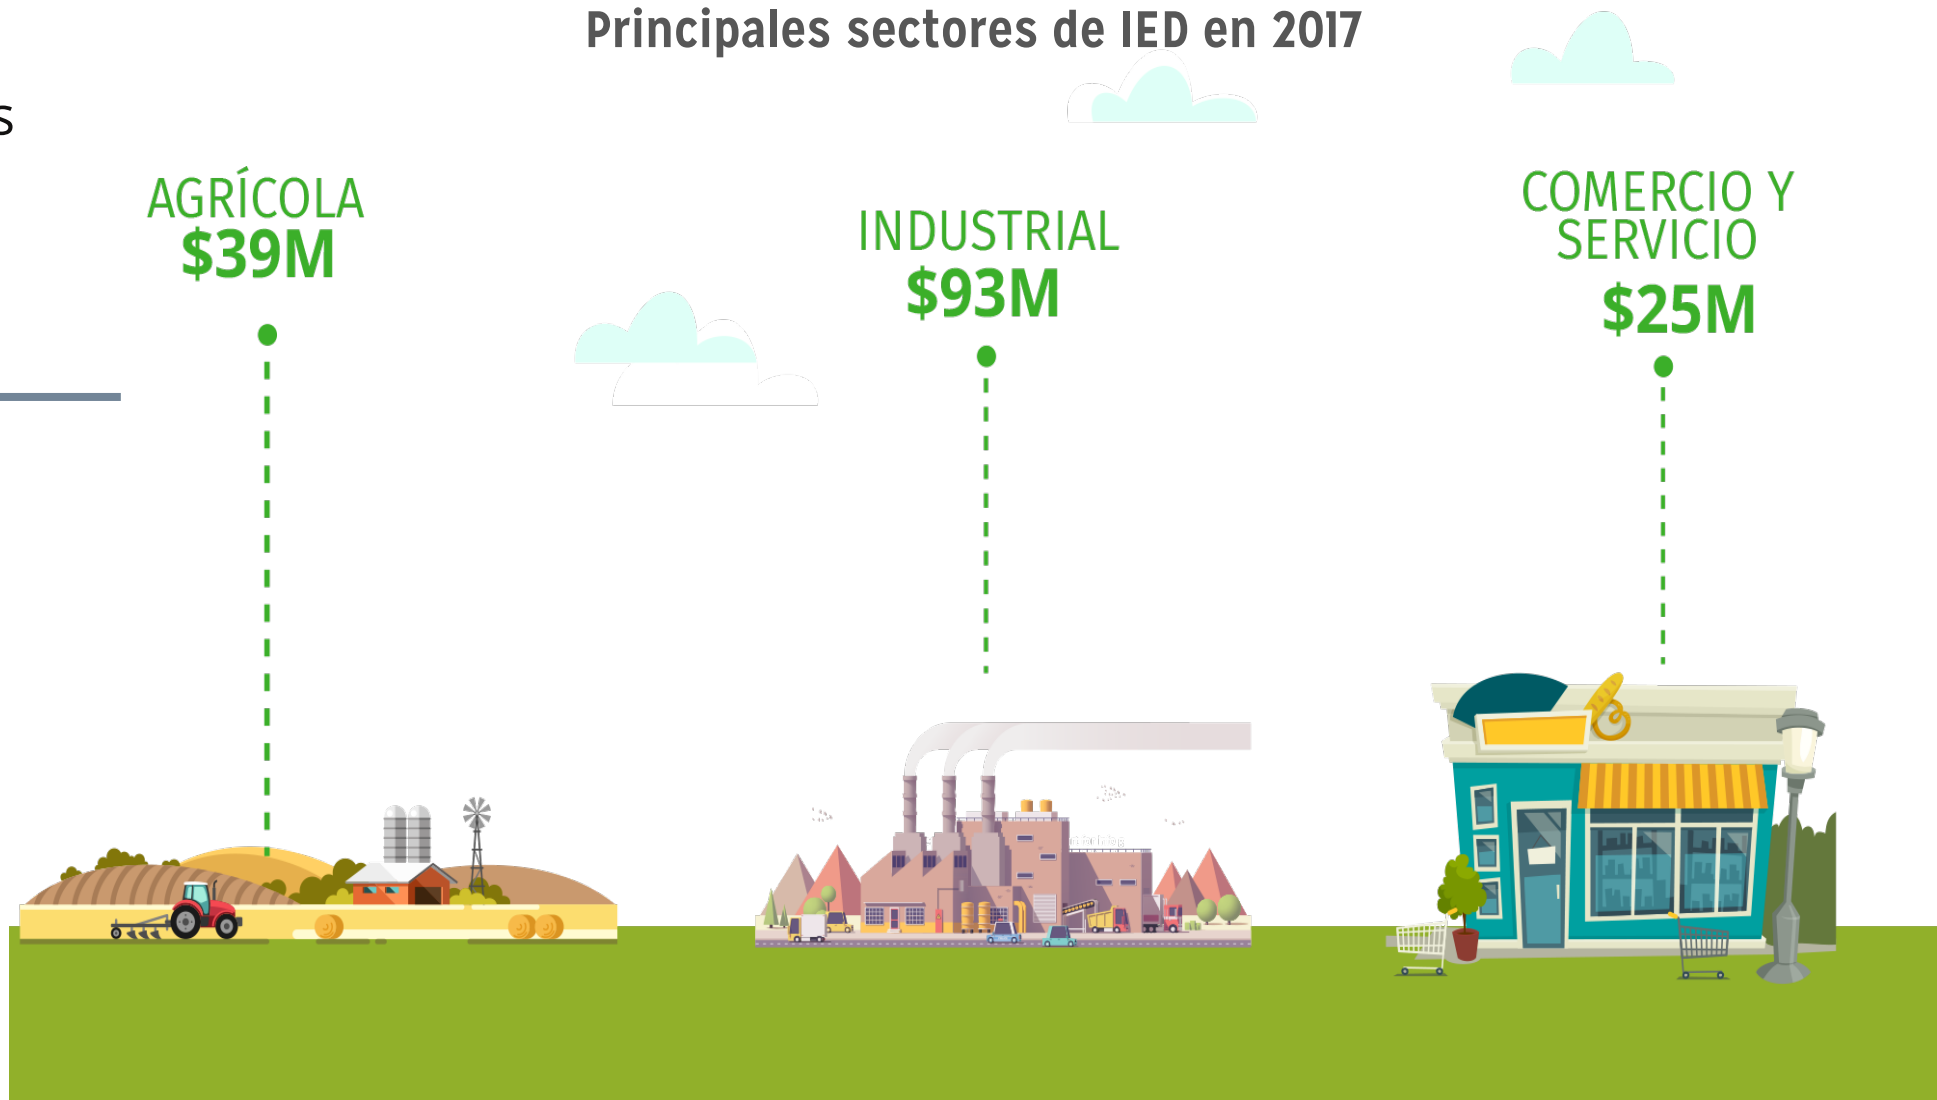 Principales sectores de IED en 2017
s
AGRÍCOLA
$39M
INDUSTRIAL
$93M
COMERCIO Y
SERVICIO
$25M